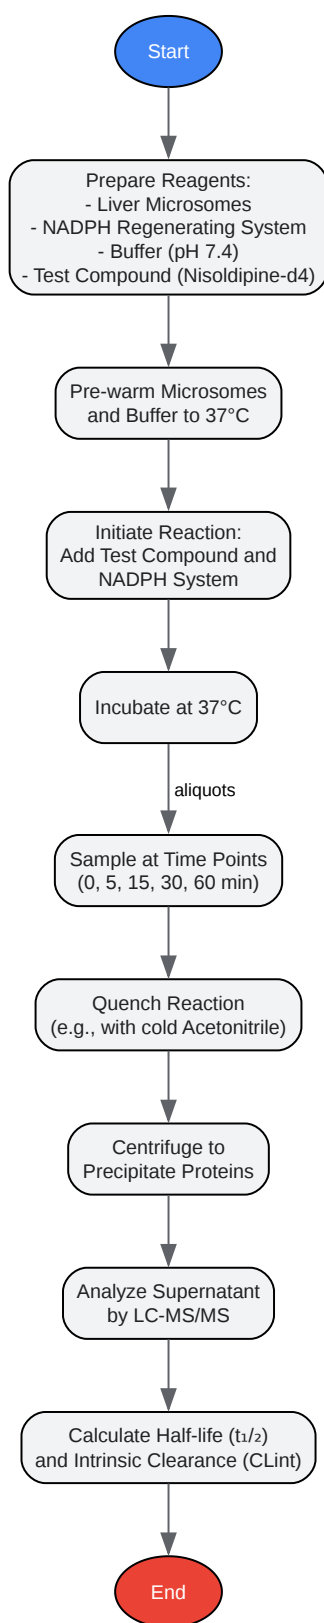 Start
Prepare Reagents:
- Liver Microsomes
- NADPH Regenerating System
- Buffer (pH 7.4)
- Test Compound (Nisoldipine-d4)
Pre-warm Microsomes
and Buffer to 37°C
Initiate Reaction:
Add Test Compound and
NADPH System
Incubate at 37°C
aliquots
Sample at Time Points
(0, 5, 15, 30, 60 min)
Quench Reaction
(e.g., with cold Acetonitrile)
Centrifuge to
Precipitate Proteins
Analyze Supernatant
by LC-MS/MS
Calculate Half-life (t₁/₂)
and Intrinsic Clearance (CLint)
End